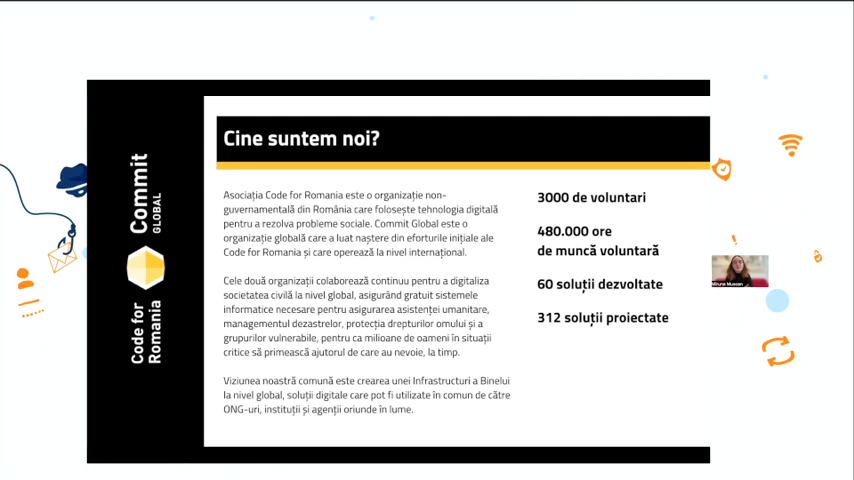 Commit
GLOBAL
Code for
Romania
Cine suntem noi?
Asociația Code for Romania este o organizație non-
guvernamentală din România care folosește tehnologia digitală
pentru a rezolva probleme sociale. Commit Global este o
organizație globală care a luat naștere din eforturile inițiale ale
Code for Romania și care operează la nivel internațional.
Cele două organizații colaborează continuu pentru a digitaliza
societatea civilă la nivel global, asigurând gratuit sistemele
informatice necesare pentru asigurarea asistenței umanitare,
managementul dezastrelor, protecția drepturilor omului și a
grupurilor vulnerabile, pentru ca milioane de oameni în situații
critice să primească ajutorul de care au nevoie, la timp.
Viziunea noastră comună este crearea unei Infrastructuri a Binelui
la nivel global, soluții digitale care pot fi utilizate în comun de către
ONG-uri, instituții și agenții oriunde în lume.
3000 de voluntari
480.000 ore
de muncă voluntară
60 soluții dezvoltate
312 soluții proiectate